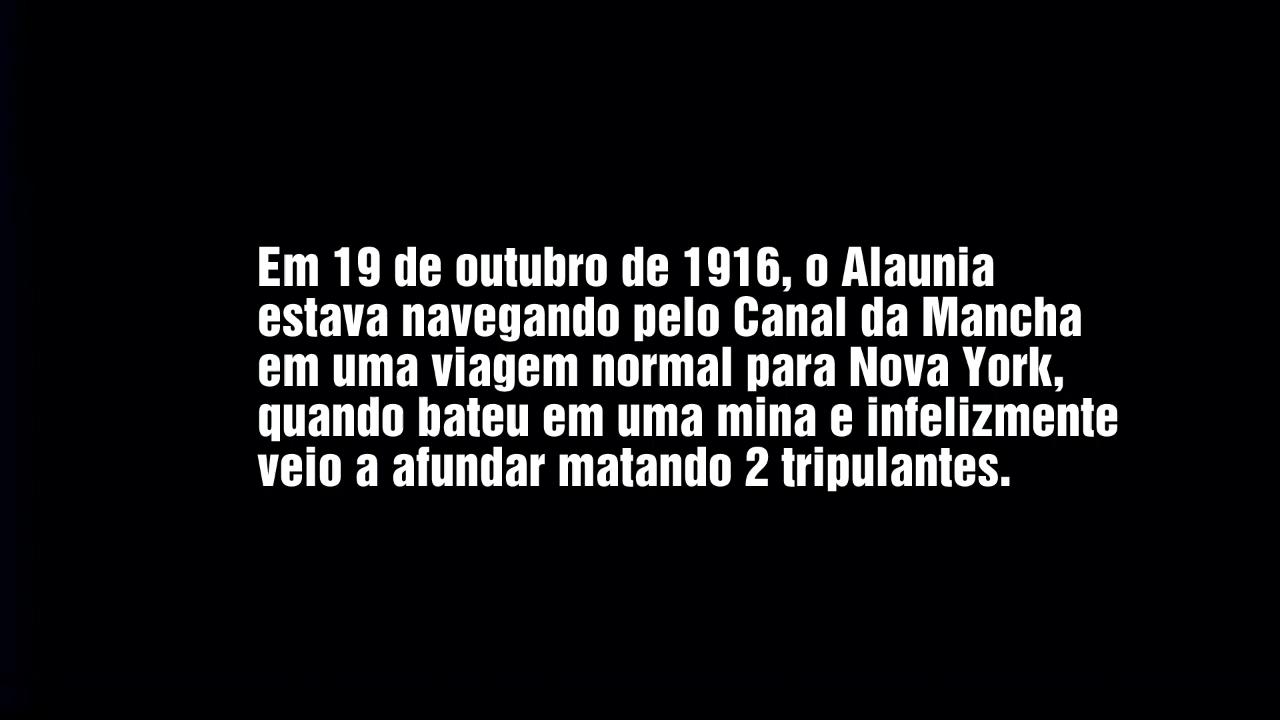 Em 19 de outubro de 1916, o Alaunia
estava navegando pelo Canal da Mancha
em uma viagem normal para Nova York,
quando bateu em uma mina e infelizmente
veio a afundar matando 2 tripulantes.